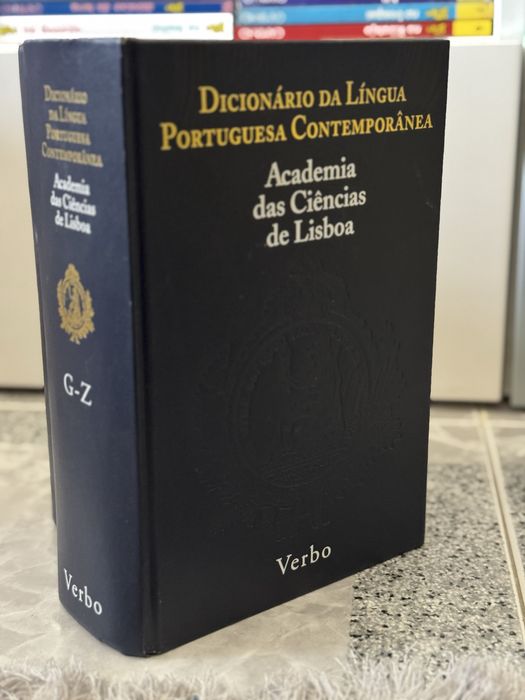 DICIONÁRIO
DA LÍNGUA
PORTUGUESA
CONTEMPORÂNEA
Academia
das Ciências
de Lisboa
G-Z
Verbo
DICIONÁRIO DA LÍNGUA
PORTUGUESA CONTEMPORÂNEA
Academia
das Ciências
de Lisboa
Verbo